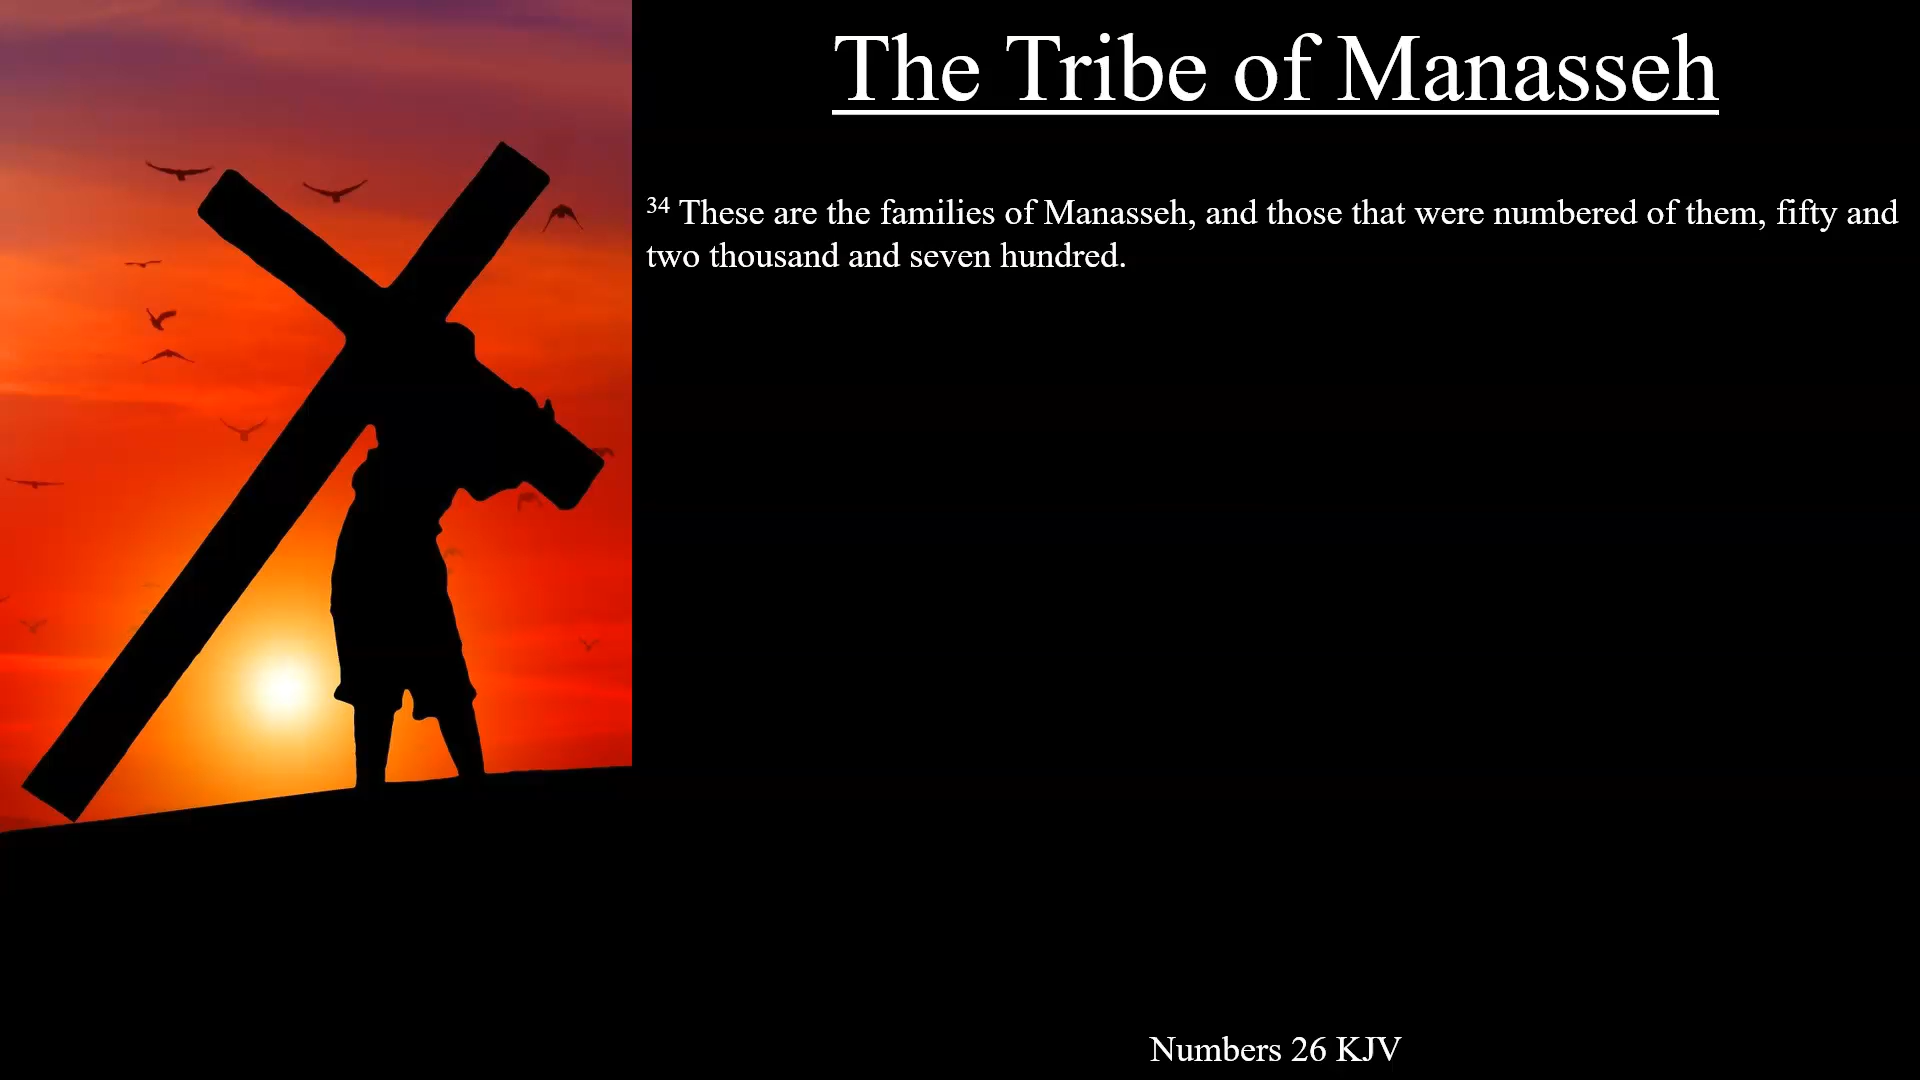 The Tribe of Manasseh
34 These are the families of Manasseh, and those that were numbered of them, fifty and
two thousand and seven hundred.
Numbers 26 KJV